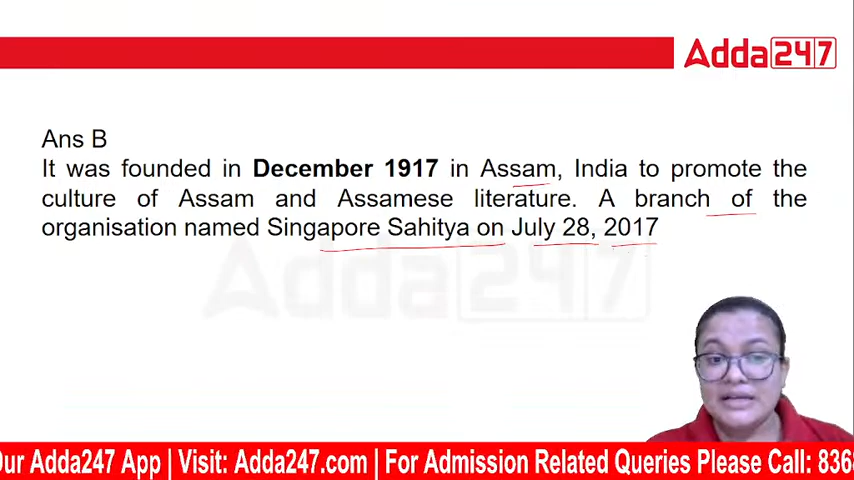 Adda247
Ans B
It was founded in December 1917 in Assam, India to promote the
culture of Assam and Assamese literature. A branch of the
organisation named Singapore Sahitya on July 28, 2017
Adda247
Our Adda247 App | Visit: Adda247.com | For Admission Related Queries Please Call: 836